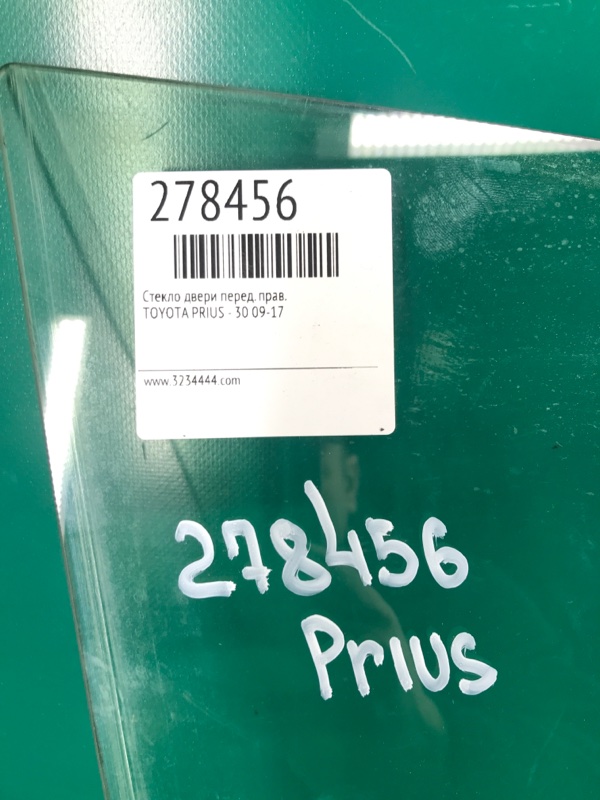 278456
Стекло двери перед. прав.
TOYOTA PRIUS - 30 09-17
www.3234444.com
278456
Prius